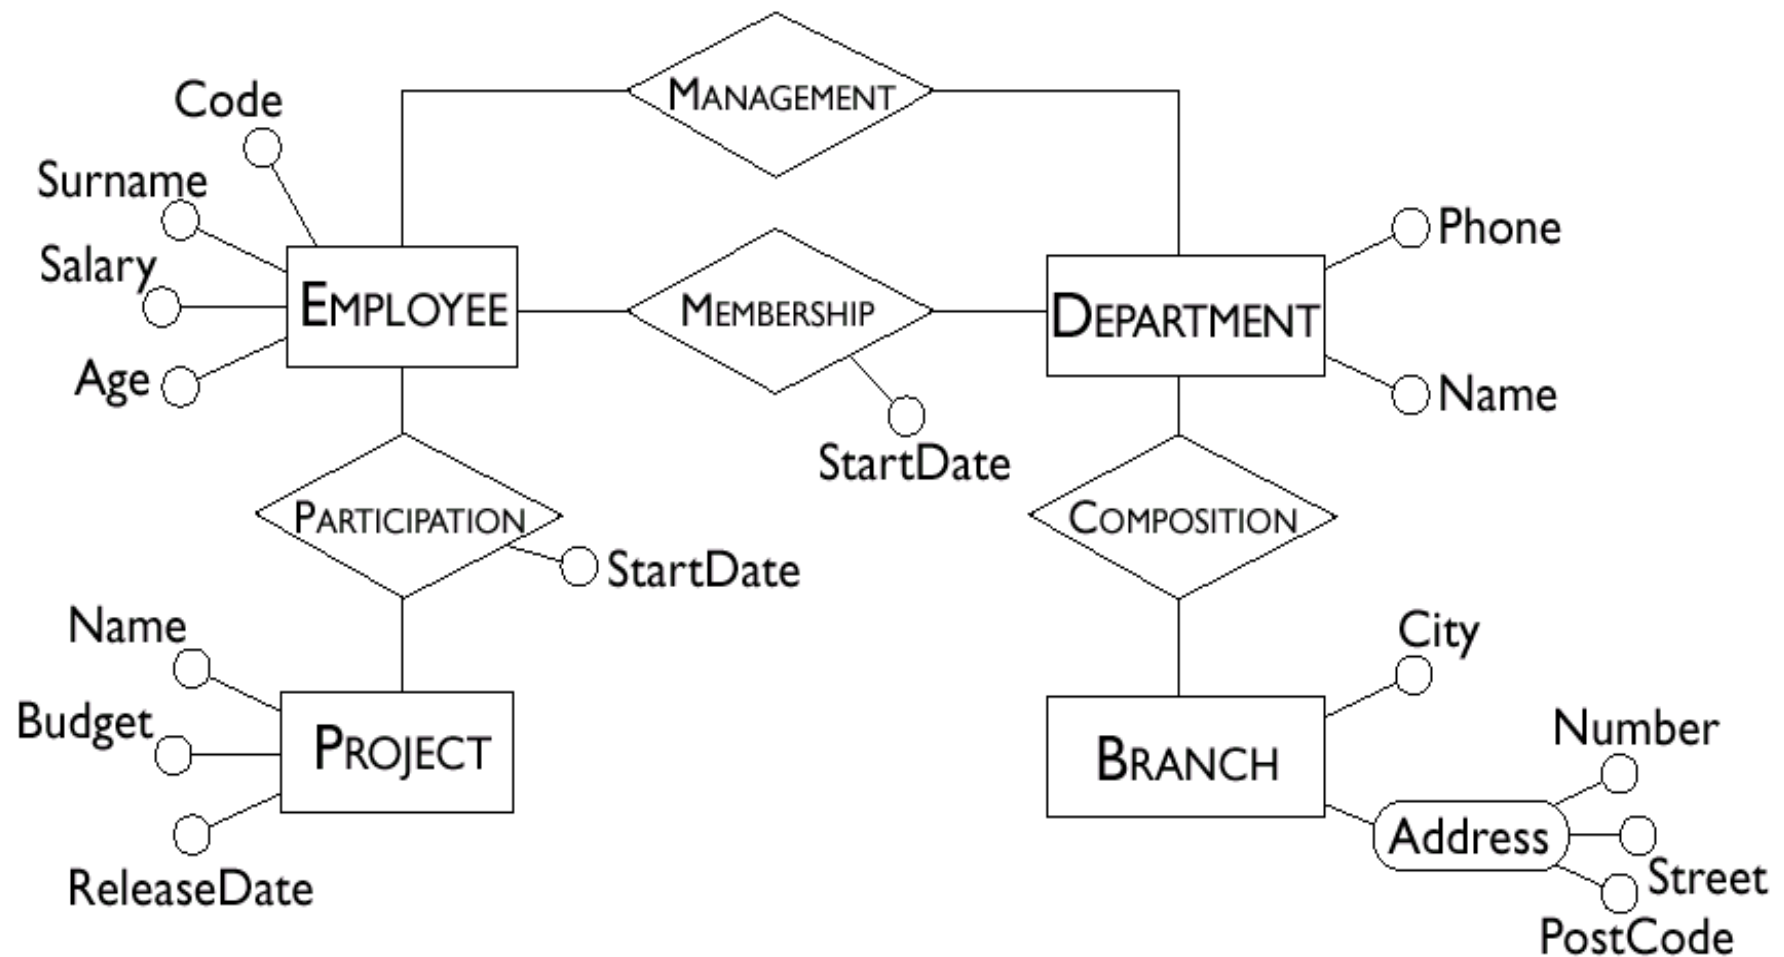 MANAGEMENT
Code
Surname
Salary
Age
EMPLOYEE
MEMBERSHIP
StartDate
DEPARTMENT
Phone
Name
PARTICIPATION
StartDate
COMPOSITION
Name
Budget
ReleaseDate
PROJECT
BRANCH
City
Address
Number
Street
PostCode